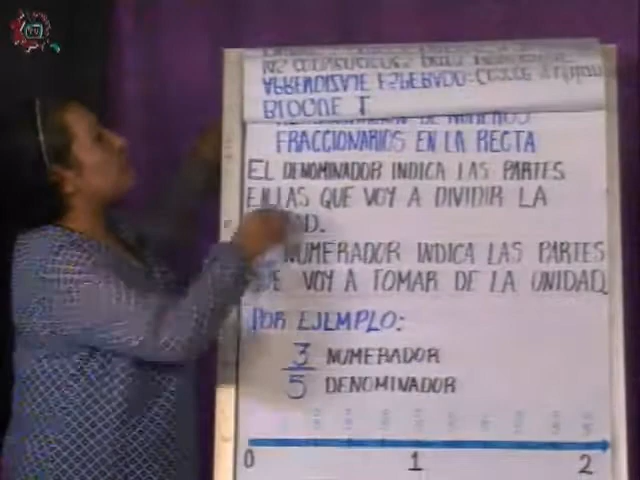 BLOQUE I
APRENDIZAJE ESPERADO:
FRACCIONARIOS EN LA RECTA
EL DENOMINADOR INDICA LAS PARTES
EN LAS QUE VOY A DIVIDIR LA
NUMERADOR INDICA LAS PARTES
VOY A TOMAR DE LA UNIDAD.
POR EJEMPLO:
3 NUMERADOR
5 DENOMINADOR
0 1 2